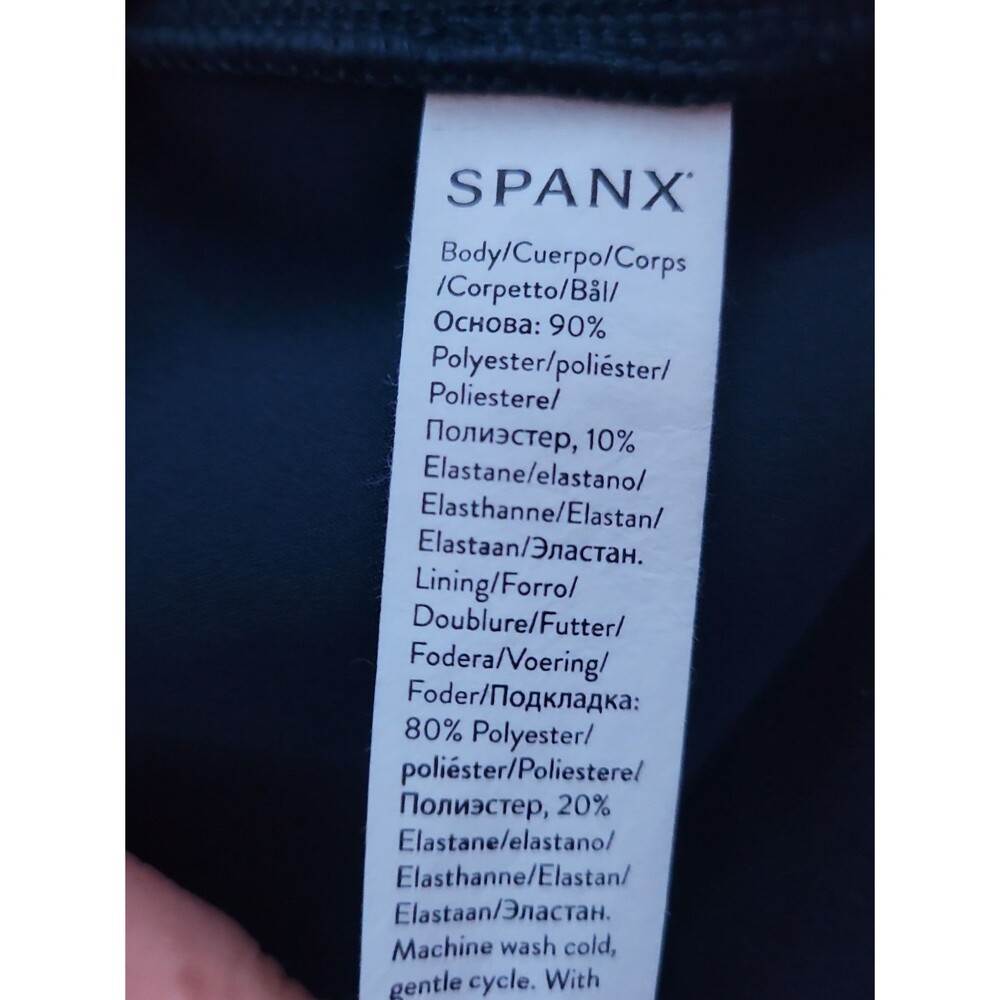 SPANX®
Body/Cuerpo/Corps
/Corpetto/Bål/
Основа: 90%
Polyester/poliéster/
Poliestere/
Полиэстер, 10%
Elastane/elastano/
Elasthanne/Elastan/
Elastaan/Эластан.
Lining/Forro/
Doublure/Futter/
Fodera/Voering/
Foder/Подкладка:
80% Polyester/
poliéster/Poliestere/
Полиэстер, 20%
Elastane/elastano/
Elasthanne/Elastan/
Elastaan/Эластан.
Machine wash cold,
gentle cycle. With